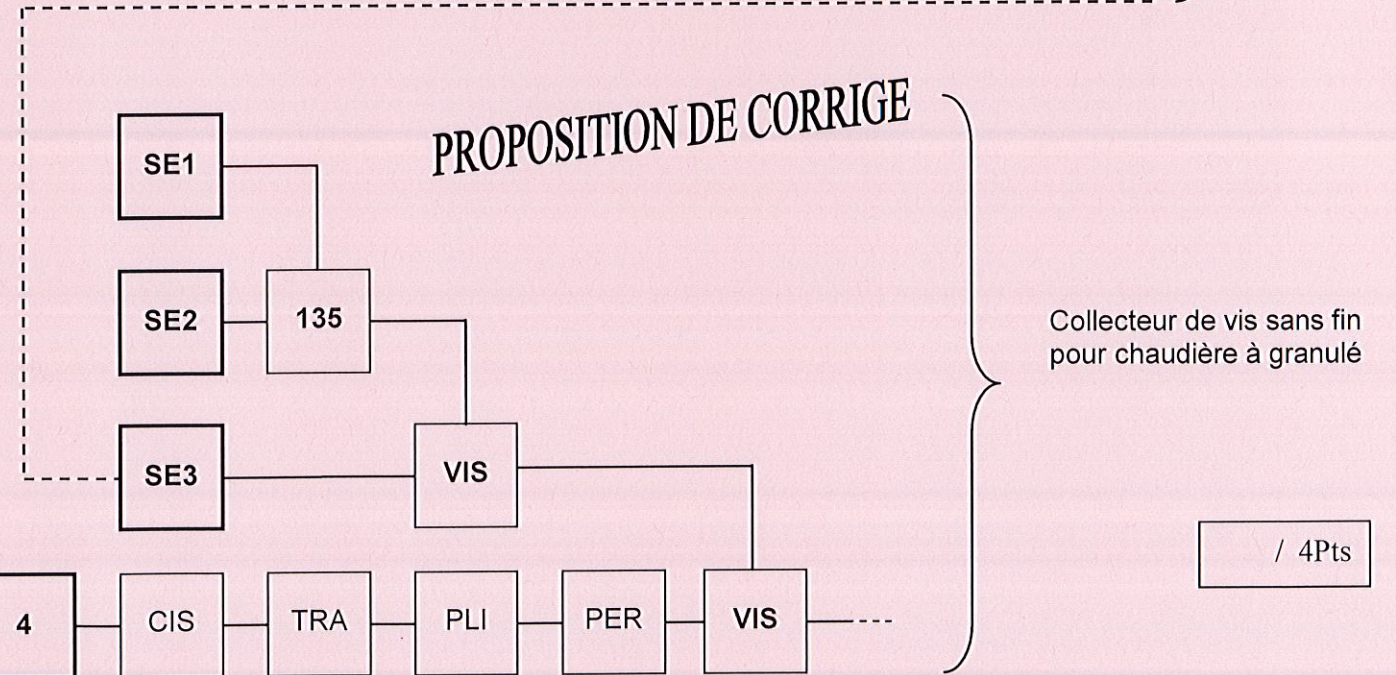 PROPOSITION DE CORRIGE
SE1
SE2
135
Collecteur de vis sans fin
pour chaudière à granulé
SE3
VIS
/ 4Pts
4
CIS
TRA
PLI
PER
VIS